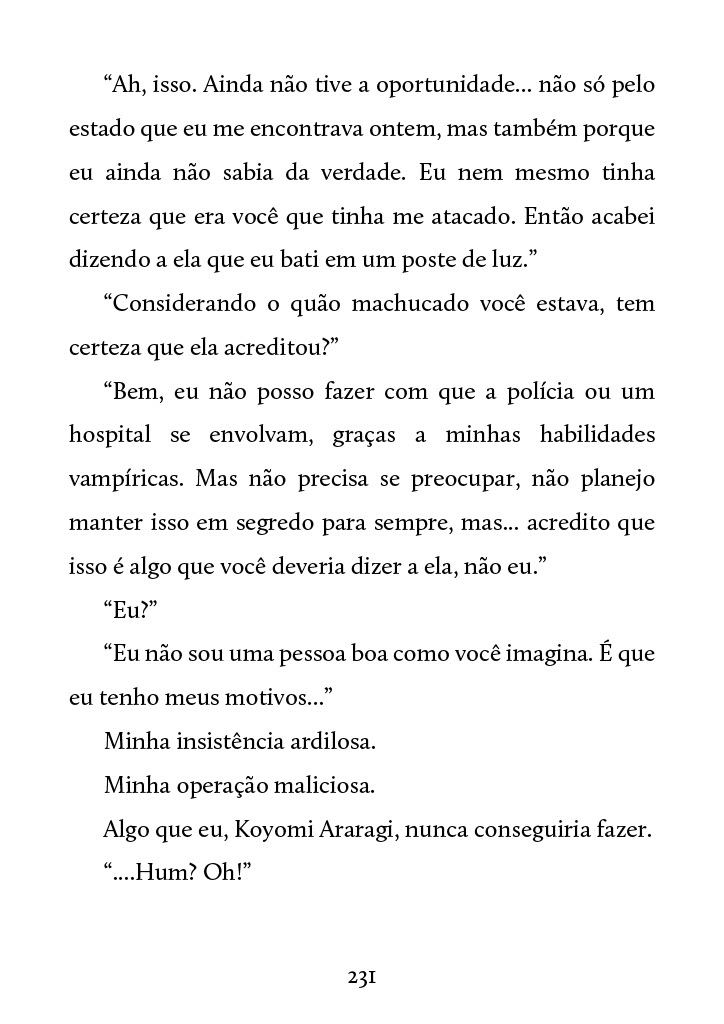 “Ah, isso. Ainda não tive a oportunidade... não só pelo
estado que eu me encontrava ontem, mas também porque
eu ainda não sabia da verdade. Eu nem mesmo tinha
certeza que era você que tinha me atacado. Então acabei
dizendo a ela que eu bati em um poste de luz.”
“Considerando o quão machucado você estava, tem
certeza que ela acreditou?”
“Bem, eu não posso fazer com que a polícia ou um
hospital se envolvam, graças a minhas habilidades
vampíricas. Mas não precisa se preocupar, não planejo
manter isso em segredo para sempre, mas... acredito que
isso é algo que você deveria dizer a ela, não eu.”
“Eu?”
“Eu não sou uma pessoa boa como você imagina. É que
eu tenho meus motivos...”
Minha insistência ardilosa.
Minha operação maliciosa.
Algo que eu, Koyomi Araragi, nunca conseguiria fazer.
“....Hum? Oh!”
231